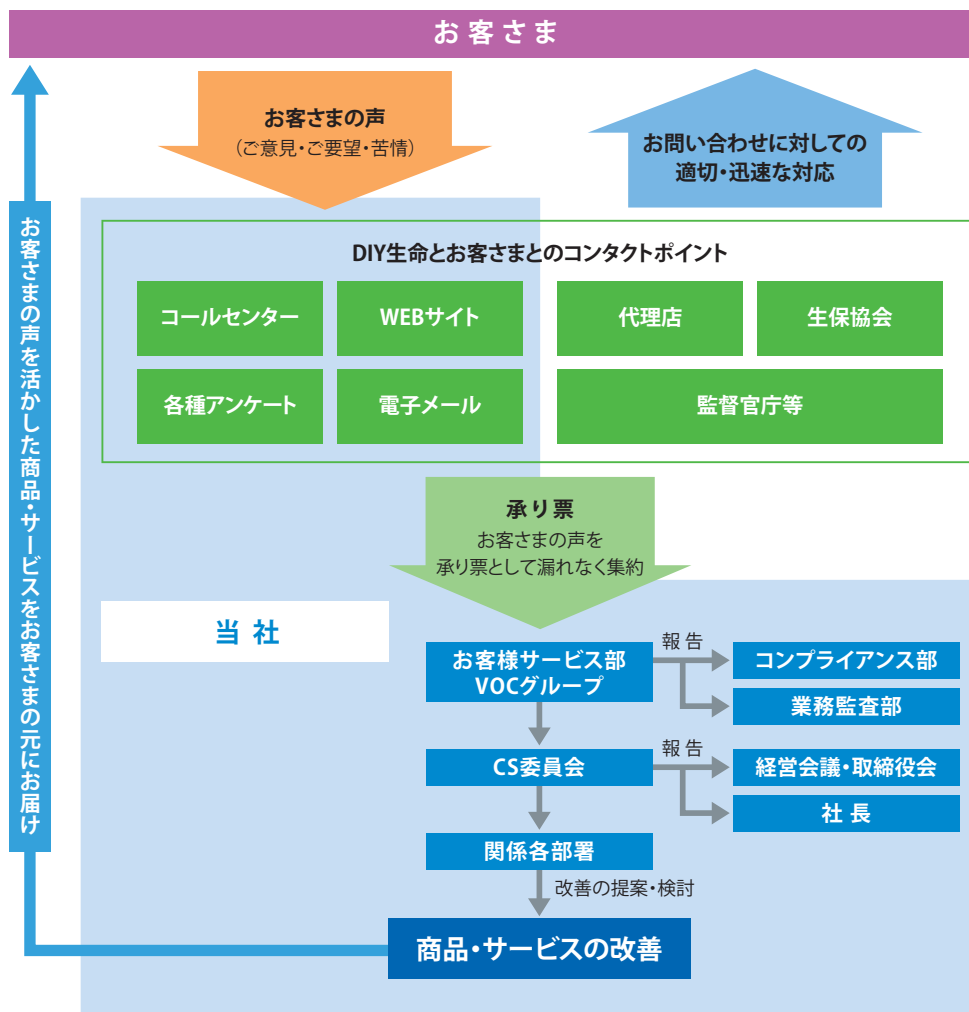 お客さま
お客さまの声
（ご意見・ご要望・苦情）
お問い合わせに対しての
適切・迅速な対応
お客さまの声を活かした商品・サービスをお客さまの元にお届け
DIY生命とお客さまとのコンタクトポイント
コールセンター
WEBサイト
代理店
生保協会
各種アンケート
電子メール
監督官庁等
承り票
お客さまの声を
承り票として漏れなく集約
当社
お客様サービス部
VOCグループ
報告
コンプライアンス部
業務監査部
CS委員会
報告
経営会議・取締役会
社長
関係各部署
改善の提案・検討
商品・サービスの改善